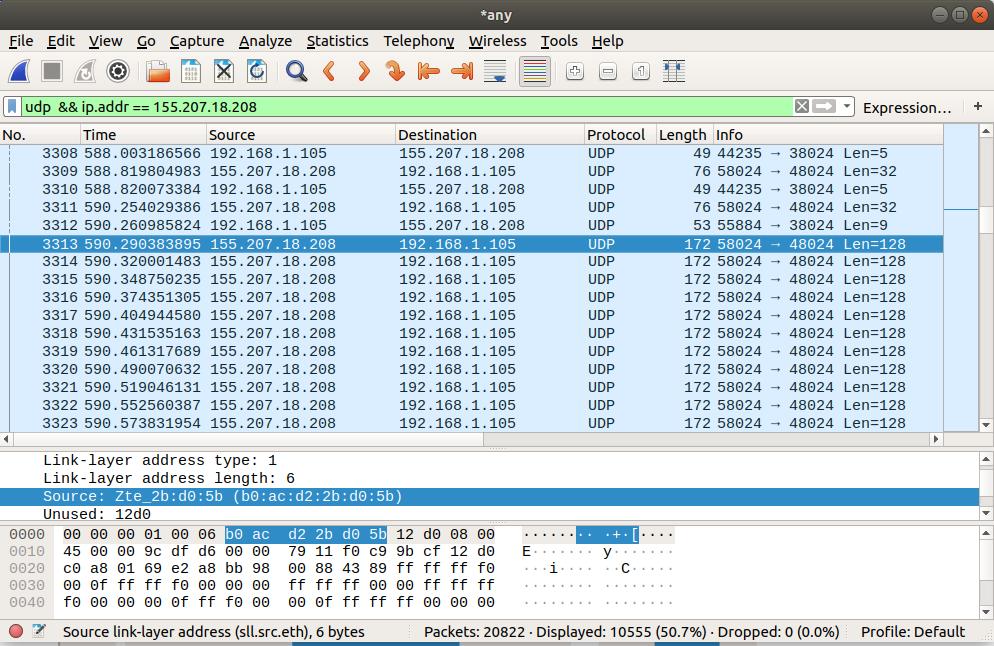 *any
File Edit View Go Capture Analyze Statistics Telephony Wireless Tools Help
udp && ip.addr == 155.207.18.208 Expression… +
No. Time Source Destination Protocol Length Info
3308 588.003186566 192.168.1.105 155.207.18.208 UDP 49 44235 → 38024 Len=5
3309 588.819804983 155.207.18.208 192.168.1.105 UDP 76 58024 → 48024 Len=32
3310 588.820073384 192.168.1.105 155.207.18.208 UDP 49 44235 → 38024 Len=5
3311 590.254029386 155.207.18.208 192.168.1.105 UDP 76 58024 → 48024 Len=32
3312 590.260985824 192.168.1.105 155.207.18.208 UDP 53 55884 → 38024 Len=9
3313 590.290383895 155.207.18.208 192.168.1.105 UDP 172 58024 → 48024 Len=128
3314 590.320001483 155.207.18.208 192.168.1.105 UDP 172 58024 → 48024 Len=128
3315 590.348750235 155.207.18.208 192.168.1.105 UDP 172 58024 → 48024 Len=128
3316 590.374351305 155.207.18.208 192.168.1.105 UDP 172 58024 → 48024 Len=128
3317 590.404944580 155.207.18.208 192.168.1.105 UDP 172 58024 → 48024 Len=128
3318 590.431535163 155.207.18.208 192.168.1.105 UDP 172 58024 → 48024 Len=128
3319 590.461317689 155.207.18.208 192.168.1.105 UDP 172 58024 → 48024 Len=128
3320 590.490070632 155.207.18.208 192.168.1.105 UDP 172 58024 → 48024 Len=128
3321 590.519046131 155.207.18.208 192.168.1.105 UDP 172 58024 → 48024 Len=128
3322 590.552560387 155.207.18.208 192.168.1.105 UDP 172 58024 → 48024 Len=128
3323 590.573831954 155.207.18.208 192.168.1.105 UDP 172 58024 → 48024 Len=128
Link-layer address type: 1
Link-layer address length: 6
Source: Zte_2b:d0:5b (b0:ac:d2:2b:d0:5b)
Unused: 12d0
0000 00 00 00 01 00 06 b0 ac d2 2b d0 5b 12 d0 08 00 ········ ·+·[····
0010 45 00 00 9c df d6 00 00 79 11 f0 c9 9b cf 12 d0 E······· y·······
0020 c0 a8 01 69 e2 a8 bb 98 00 88 43 89 ff ff ff f0 ···i···· ··C·····
0030 00 0f ff ff f0 00 00 00 ff ff ff 00 00 ff ff ff ········ ········
0040 f0 00 00 00 0f ff f0 00 00 0f ff ff ff 00 00 00 ········ ········
Source link-layer address (sll.src.eth), 6 bytes Packets: 20822 · Displayed: 10555 (50.7%) · Dropped: 0 (0.0%) Profile: Default